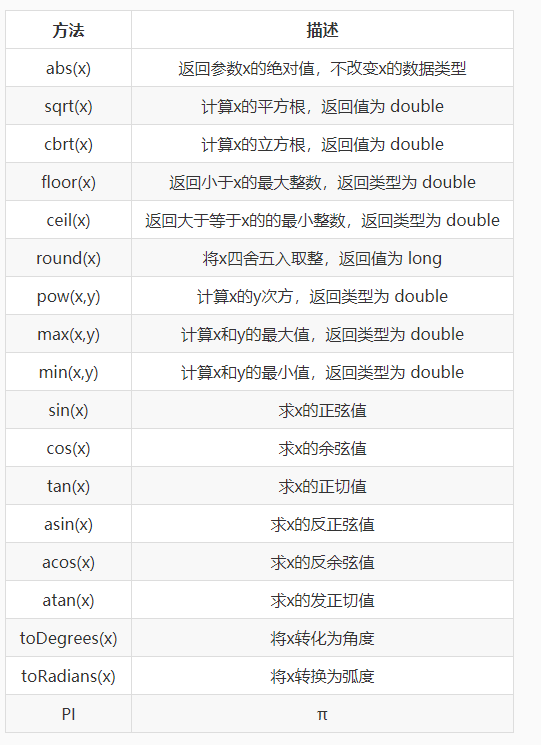 方法 描述
abs(x) 返回参数x的绝对值，不改变x的数据类型
sqrt(x) 计算x的平方根，返回值为 double
cbrt(x) 计算x的立方根，返回值为 double
floor(x) 返回小于x的最大整数，返回类型为 double
ceil(x) 返回大于等于x的的最小整数，返回类型为 double
round(x) 将x四舍五入取整，返回值为 long
pow(x,y) 计算x的y次方，返回类型为 double
max(x,y) 计算x和y的最大值，返回类型为 double
min(x,y) 计算x和y的最小值，返回类型为 double
sin(x) 求x的正弦值
cos(x) 求x的余弦值
tan(x) 求x的正切值
asin(x) 求x的反正弦值
acos(x) 求x的反余弦值
atan(x) 求x的发正切值
toDegrees(x) 将x转化为角度
toRadians(x) 将x转换为弧度
PI π